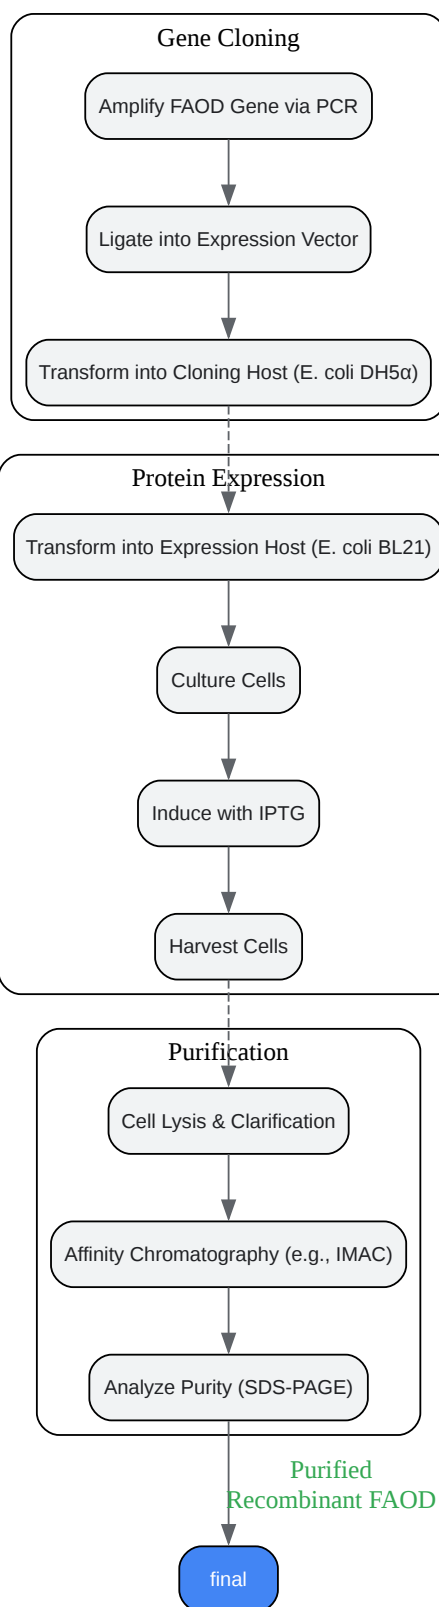 Gene Cloning
Amplify FAOD Gene via PCR
Ligate into Expression Vector
Transform into Cloning Host (E. coli DH5α)
Protein Expression
Transform into Expression Host (E. coli BL21)
Culture Cells
Induce with IPTG
Harvest Cells
Purification
Cell Lysis & Clarification
Affinity Chromatography (e.g., IMAC)
Analyze Purity (SDS-PAGE)
Purified
Recombinant FAOD
final